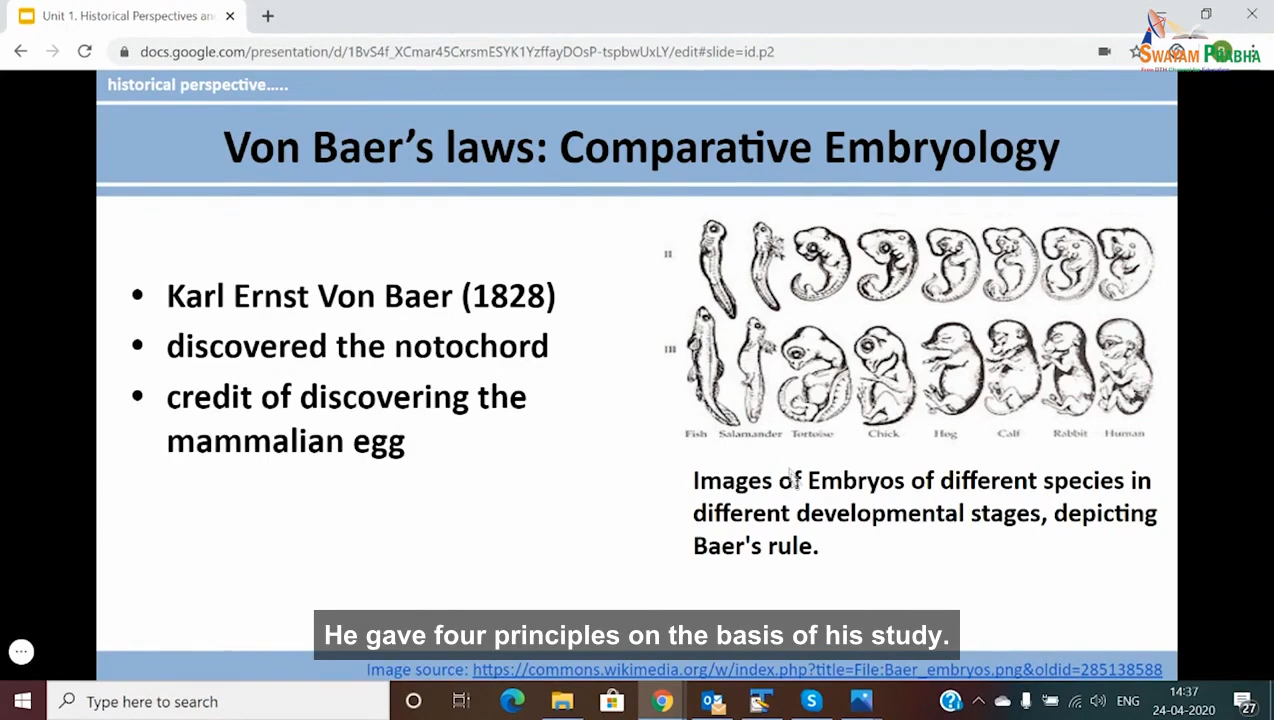 Unit 1. Historical Perspectives an
docs.google.com/presentation/d/1BvS4f_XCmar45CxrsmESYK1YzffayDOsP-tspbwUxLY/edit#slide=id.p2
SWAYAM PRABHA
Free DTH Channel for Education
historical perspective.....
Von Baer's laws: Comparative Embryology
• Karl Ernst Von Baer (1828)
• discovered the notochord
• credit of discovering the
mammalian egg
II
III
Fish Salamander Tortoise Chick Hog Calf Rabbit Human
Images of Embryos of different species in
different developmental stages, depicting
Baer's rule.
He gave four principles on the basis of his study.
Image source: https://commons.wikimedia.org/w/index.php?title=File:Baer_embryos.png&oldid=285138588
Type here to search
ENG
14:37
24-04-2020
27